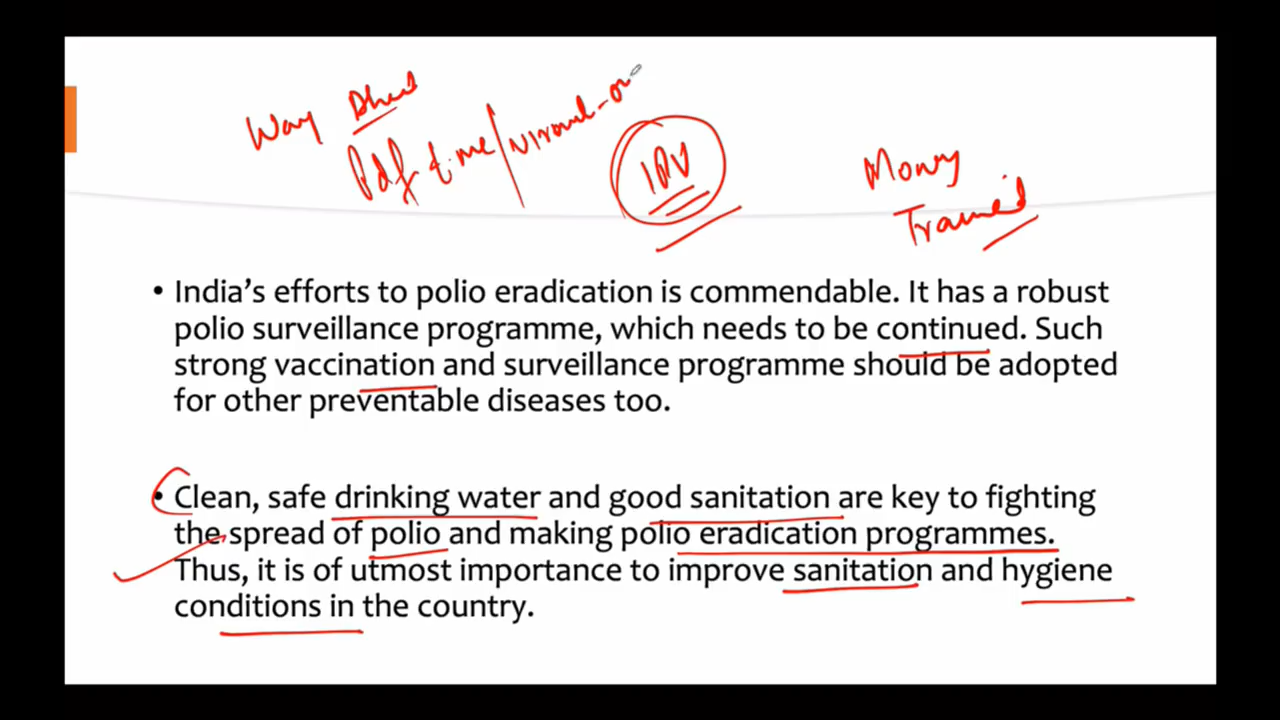 Way Ahead
Pdf t.me/
IPV
Money
Trained
• India's efforts to polio eradication is commendable. It has a robust
polio surveillance programme, which needs to be continued. Such
strong vaccination and surveillance programme should be adopted
for other preventable diseases too.
• Clean, safe drinking water and good sanitation are key to fighting
the spread of polio and making polio eradication programmes.
Thus, it is of utmost importance to improve sanitation and hygiene
conditions in the country.